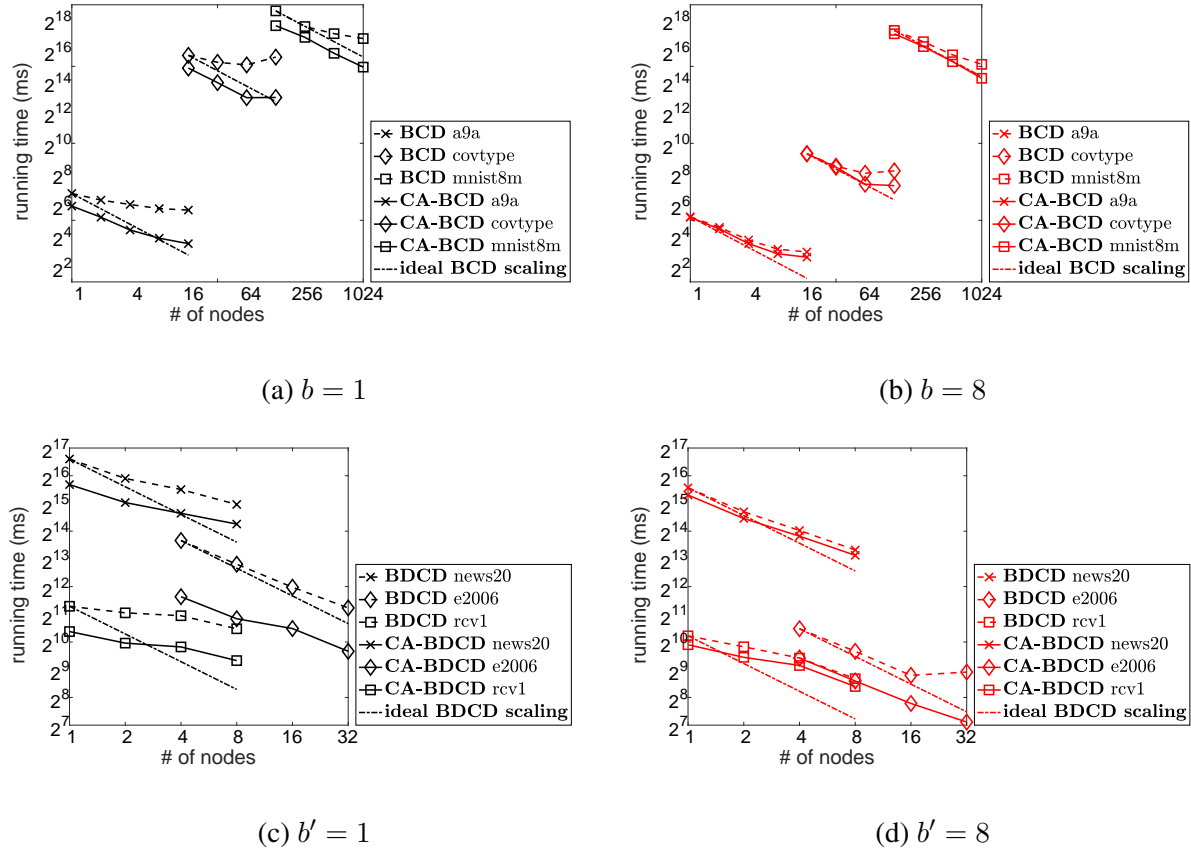 2^18
2^16
2^14
2^12
2^10
2^8
2^6
2^4
2^2
running time (ms)
1 4 16 64 256 1024
# of nodes
BCD a9a
BCD covtype
BCD mnist8m
CA-BCD a9a
CA-BCD covtype
CA-BCD mnist8m
ideal BCD scaling
(a) b = 1
2^18
2^16
2^14
2^12
2^10
2^8
2^6
2^4
2^2
running time (ms)
1 4 16 64 256 1024
# of nodes
BCD a9a
BCD covtype
BCD mnist8m
CA-BCD a9a
CA-BCD covtype
CA-BCD mnist8m
ideal BCD scaling
(b) b = 8
2^17
2^16
2^15
2^14
2^13
2^12
2^11
2^10
2^9
2^8
2^7
running time (ms)
1 2 4 8 16 32
# of nodes
BDCD news20
BDCD e2006
BDCD rcv1
CA-BDCD news20
CA-BDCD e2006
CA-BDCD rcv1
ideal BDCD scaling
(c) b′ = 1
2^17
2^16
2^15
2^14
2^13
2^12
2^11
2^10
2^9
2^8
2^7
running time (ms)
1 2 4 8 16 32
# of nodes
BDCD news20
BDCD e2006
BDCD rcv1
CA-BDCD news20
CA-BDCD e2006
CA-BDCD rcv1
ideal BDCD scaling
(d) b′ = 8